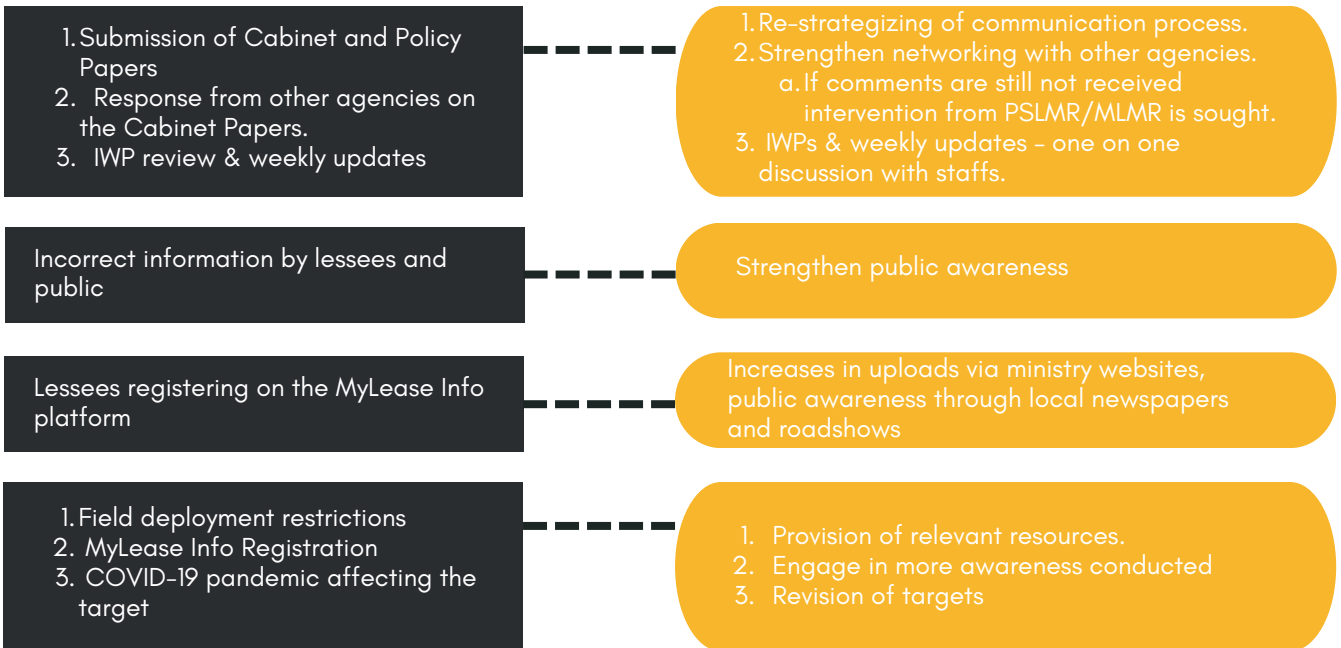 1. Submission of Cabinet and Policy
Papers
2. Response from other agencies on
the Cabinet Papers.
3. IWP review & weekly updates
1. Re-strategizing of communication process.
2. Strengthen networking with other agencies.
a. If comments are still not received
intervention from PSLMR/MLMR is sought.
3. IWPs & weekly updates - one on one
discussion with staffs.
Incorrect information by lessees and
public
Strengthen public awareness
Lessees registering on the MyLease Info
platform
Increases in uploads via ministry websites,
public awareness through local newspapers
and roadshows
1. Field deployment restrictions
2. MyLease Info Registration
3. COVID-19 pandemic affecting the
target
1. Provision of relevant resources.
2. Engage in more awareness conducted
3. Revision of targets